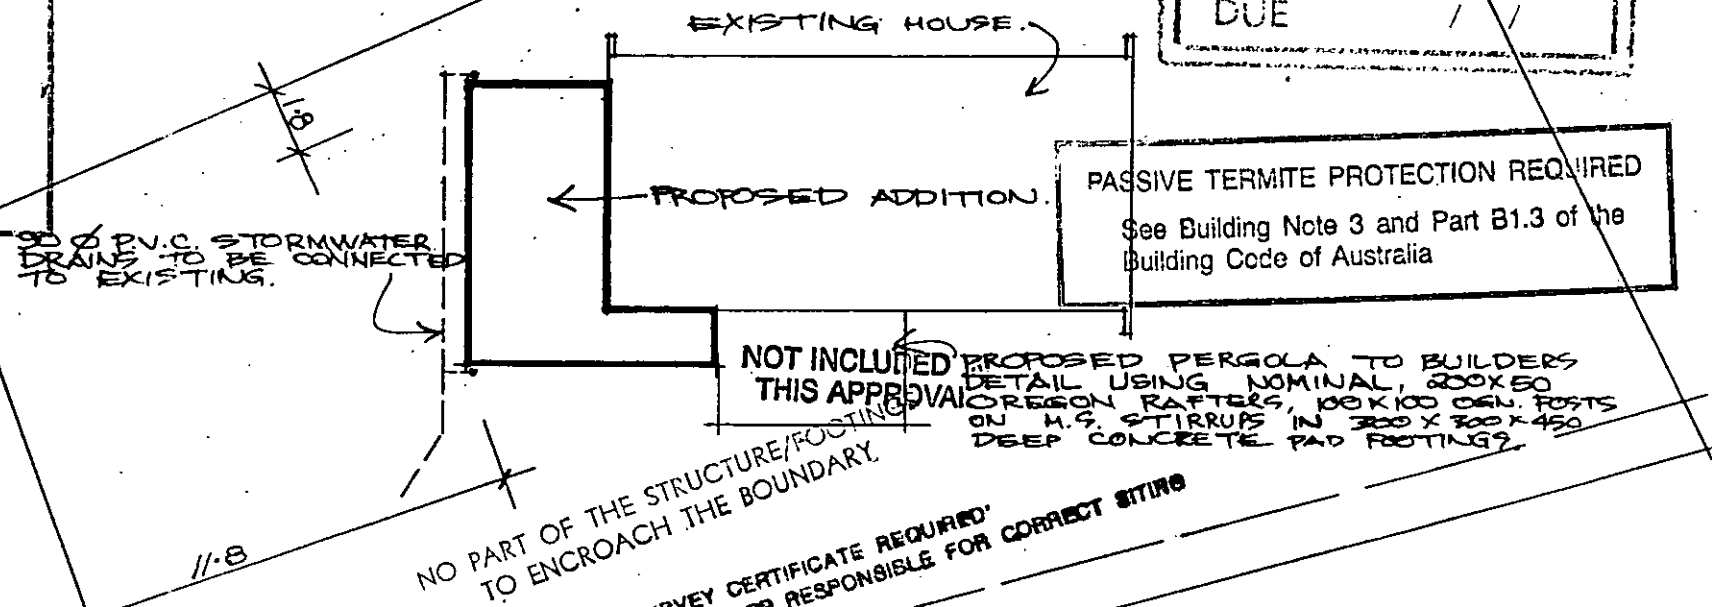 EXISTING HOUSE.
DUE / /
1.8
PROPOSED ADDITION.
PASSIVE TERMITE PROTECTION REQUIRED
See Building Note 3 and Part B1.3 of the
Building Code of Australia
90 Ø P.V.C. STORMWATER
DRAINS TO BE CONNECTED
TO EXISTING.
NOT INCLUDED
THIS APPROVAL
PROPOSED PERGOLA TO BUILDERS
DETAIL USING NOMINAL, 200X50
OREGON RAFTERS, 100X100 OGN. POSTS
ON M.S. STIRRUPS IN 300 X 300 X 450
DEEP CONCRETE PAD FOOTINGS.
NO PART OF THE STRUCTURE/FOOTINGS
TO ENCROACH THE BOUNDARY.
11.8
CERTIFICATE REQUIRED'
RESPONSIBLE FOR CORRECT SITING